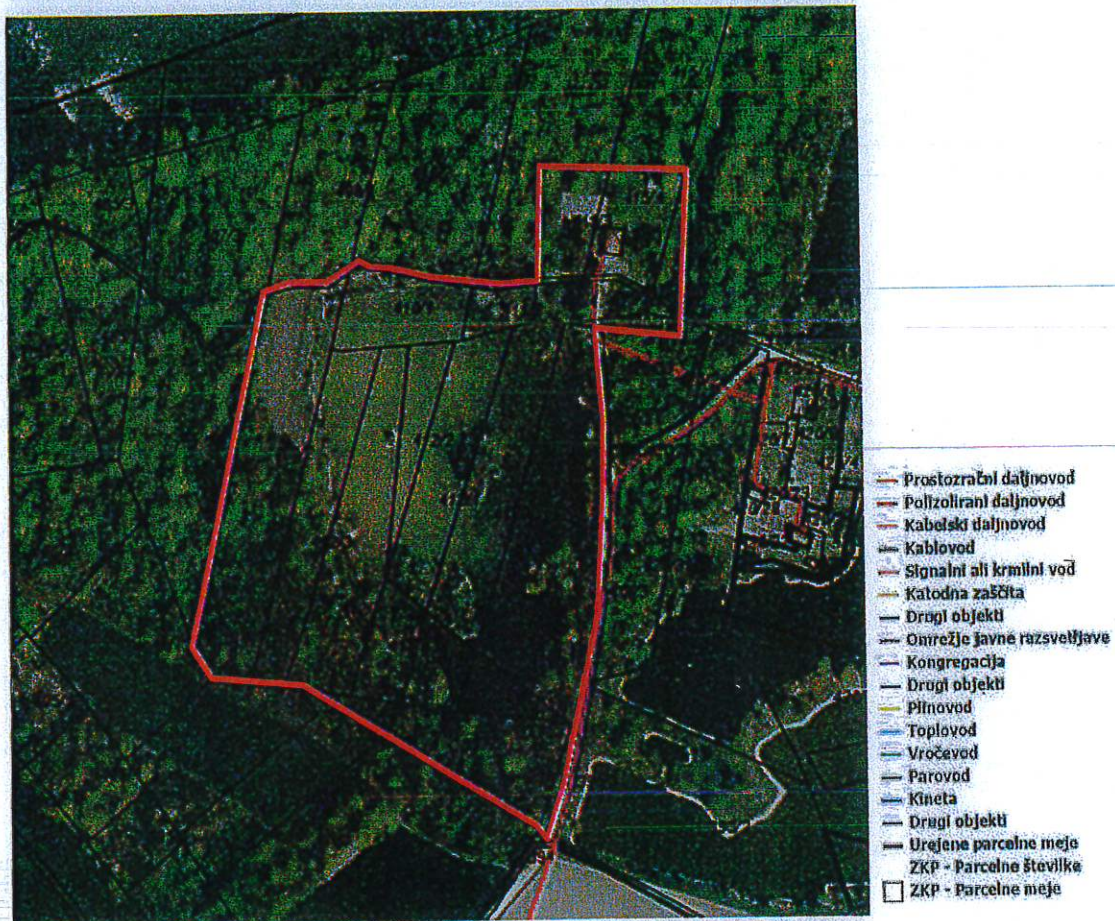 Prostozračni daljnovod
Polizolirani daljnovod
Kabelski daljnovod
Kablovod
Signalni ali krmilni vod
Katodna zaščita
Drugi objekti
Omrežje javne razsvetljave
Kongregacija
Drugi objekti
Plinovod
Toplovod
Vročevod
Parovod
Kineta
Drugi objekti
Urejene parcelne meje
ZKP - Parcelne številke
ZKP - Parcelne meje